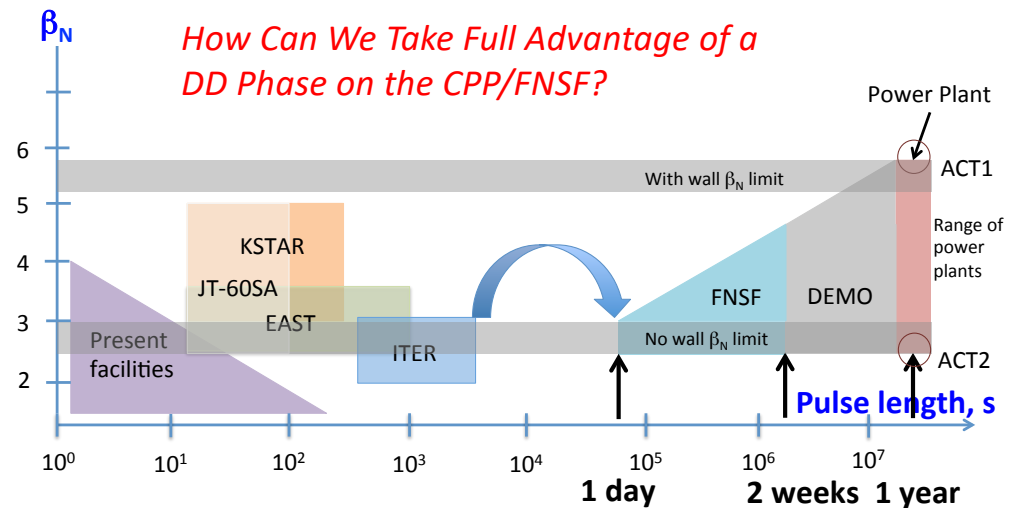 β_N
How Can We Take Full Advantage of a
DD Phase on the CPP/FNSF?
Power Plant
6
With wall β_N limit
ACT1
5
KSTAR
Range of
power
plants
4
JT-60SA
FNSF
DEMO
3
EAST
Present
facilities
ITER
No wall β_N limit
ACT2
2
Pulse length, s
10⁰
10¹
10²
10³
10⁴
10⁵
10⁶
10⁷
1 day
2 weeks
1 year